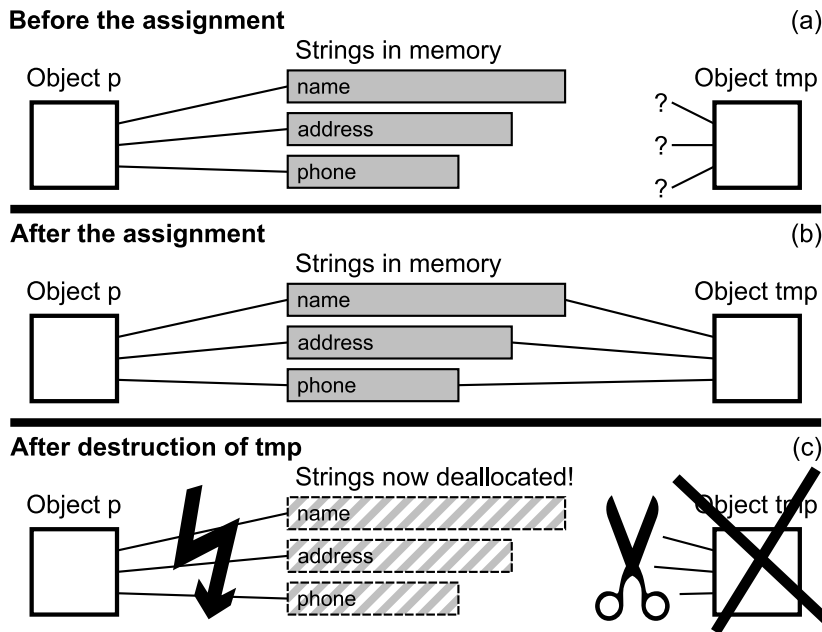 Before the assignment (a)
Strings in memory
Object p Object tmp
name
?
address
?
phone
?
After the assignment (b)
Strings in memory
Object p Object tmp
name
address
phone
After destruction of tmp (c)
Strings now deallocated!
Object p Object tmp
name
address
phone